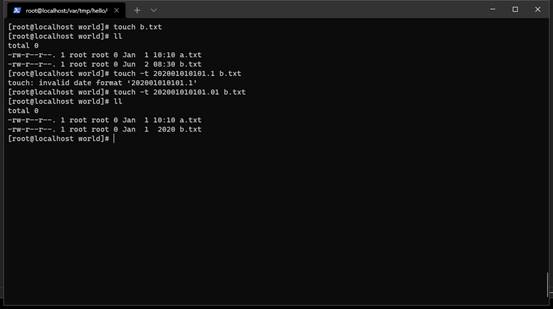 root@localhost:/var/tmp/hello/
[root@localhost world]# touch b.txt
[root@localhost world]# ll
total 0
-rw-r--r--. 1 root root 0 Jan  1 10:10 a.txt
-rw-r--r--. 1 root root 0 Jun  2 08:30 b.txt
[root@localhost world]# touch -t 202001010101.1 b.txt
touch: invalid date format '202001010101.1'
[root@localhost world]# touch -t 202001010101.01 b.txt
[root@localhost world]# ll
total 0
-rw-r--r--. 1 root root 0 Jan  1 10:10 a.txt
-rw-r--r--. 1 root root 0 Jan  1  2020 b.txt
[root@localhost world]#